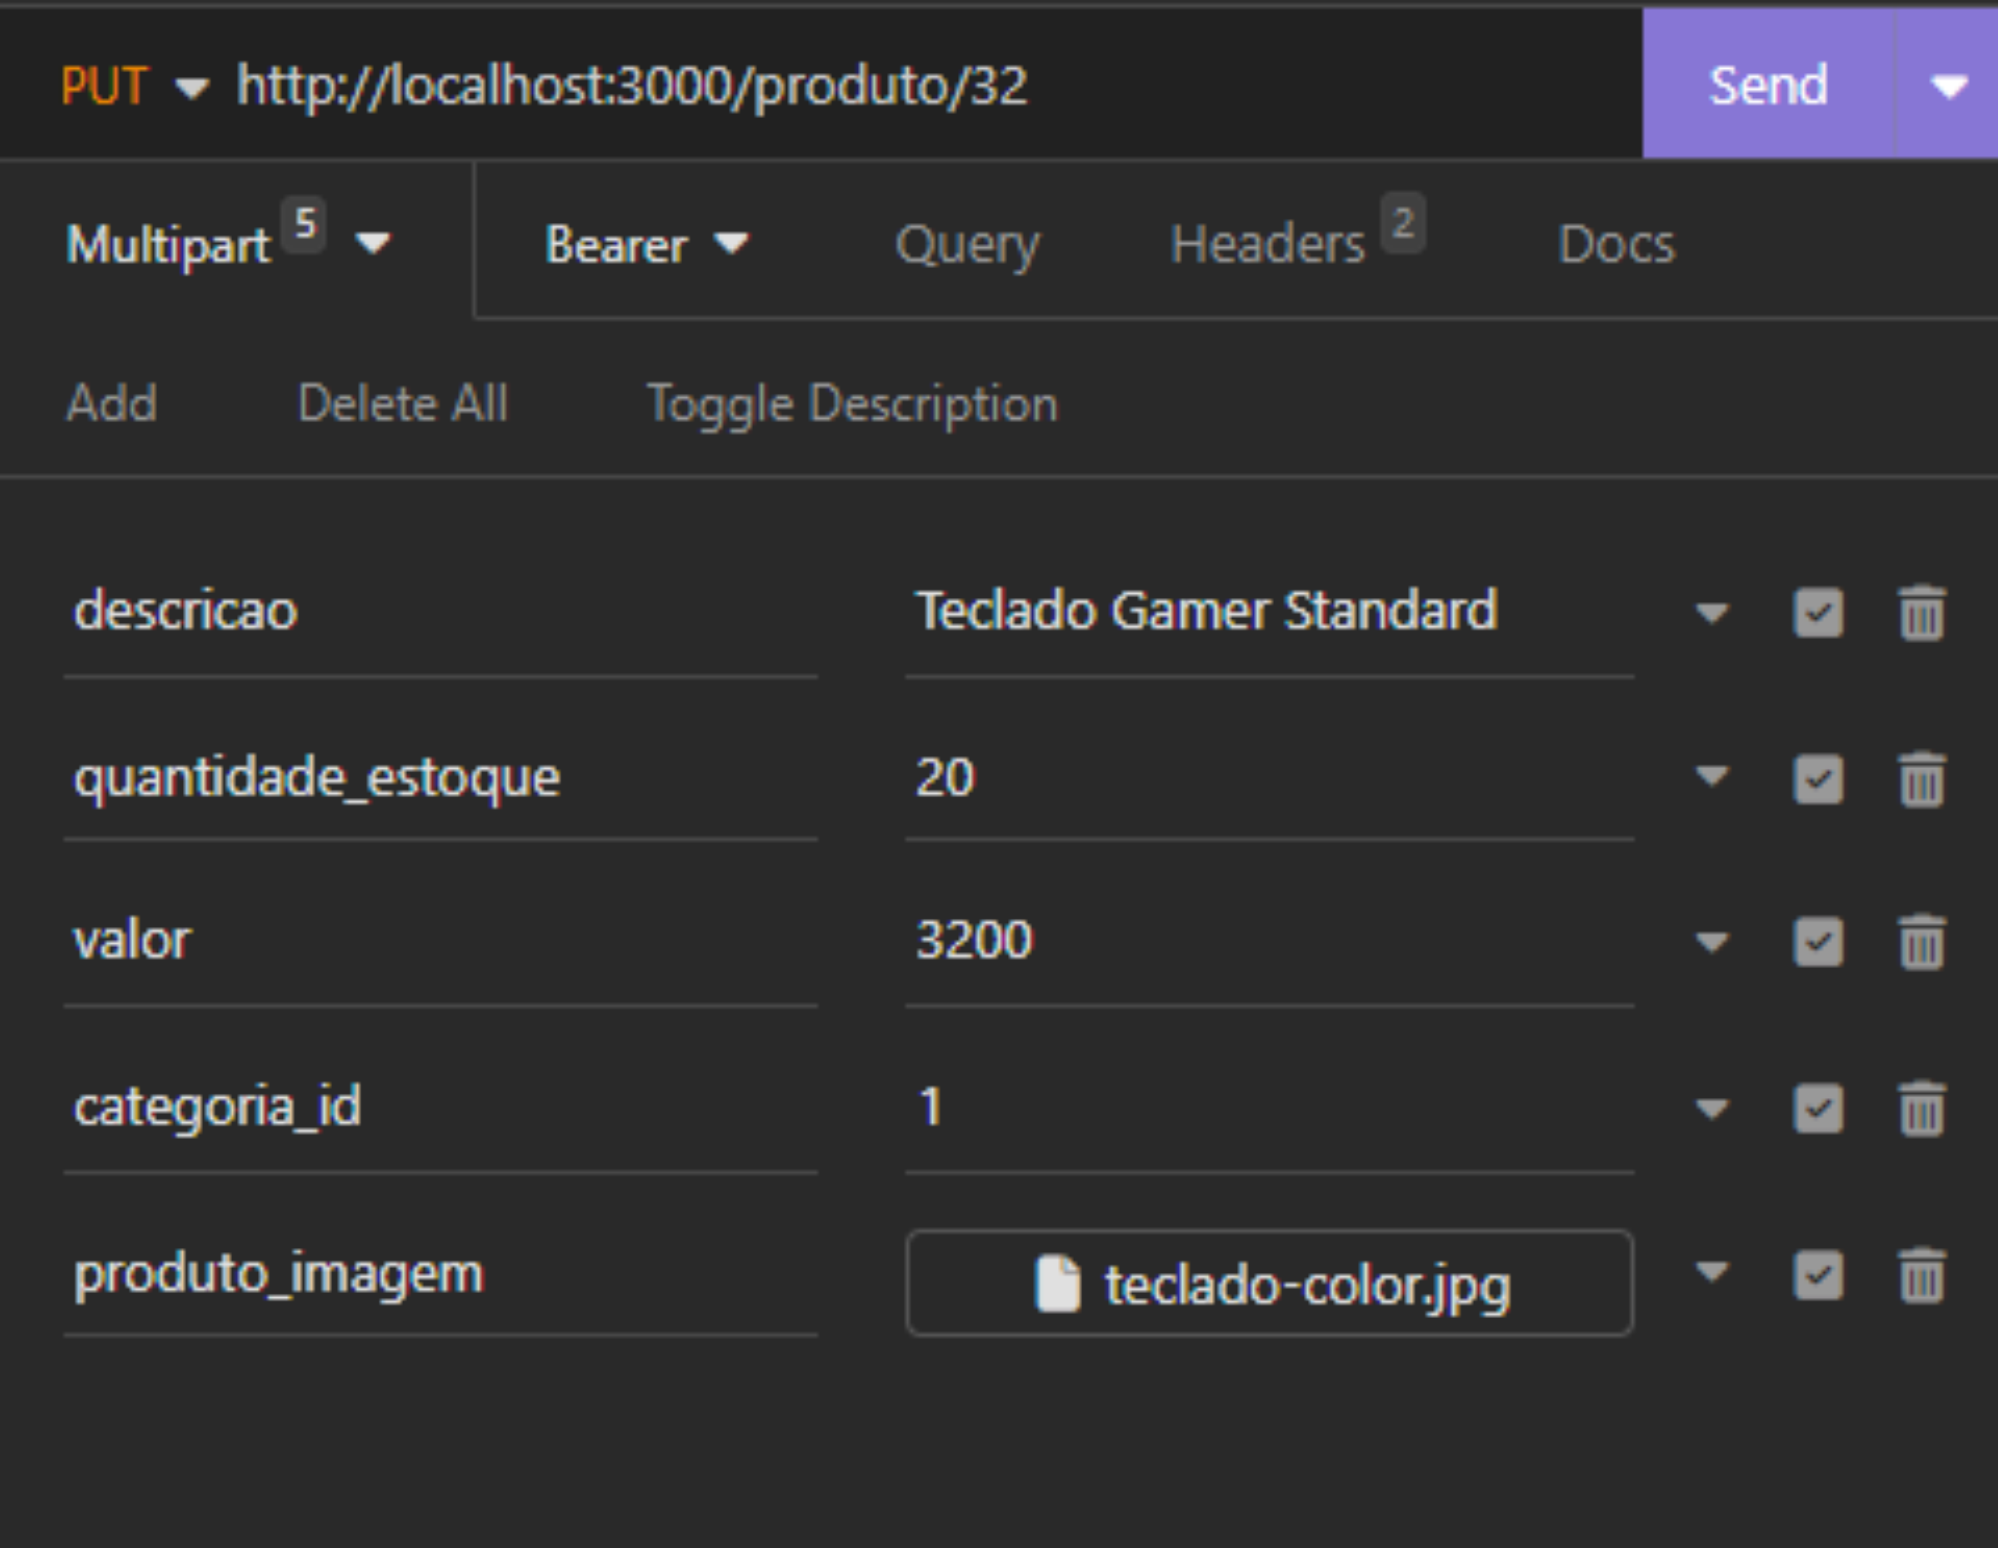 PUT http://localhost:3000/produto/32 Send
Multipart 5 Bearer Query Headers 2 Docs
Add Delete All Toggle Description
descricao Teclado Gamer Standard
quantidade_estoque 20
valor 3200
categoria_id 1
produto_imagem teclado-color.jpg